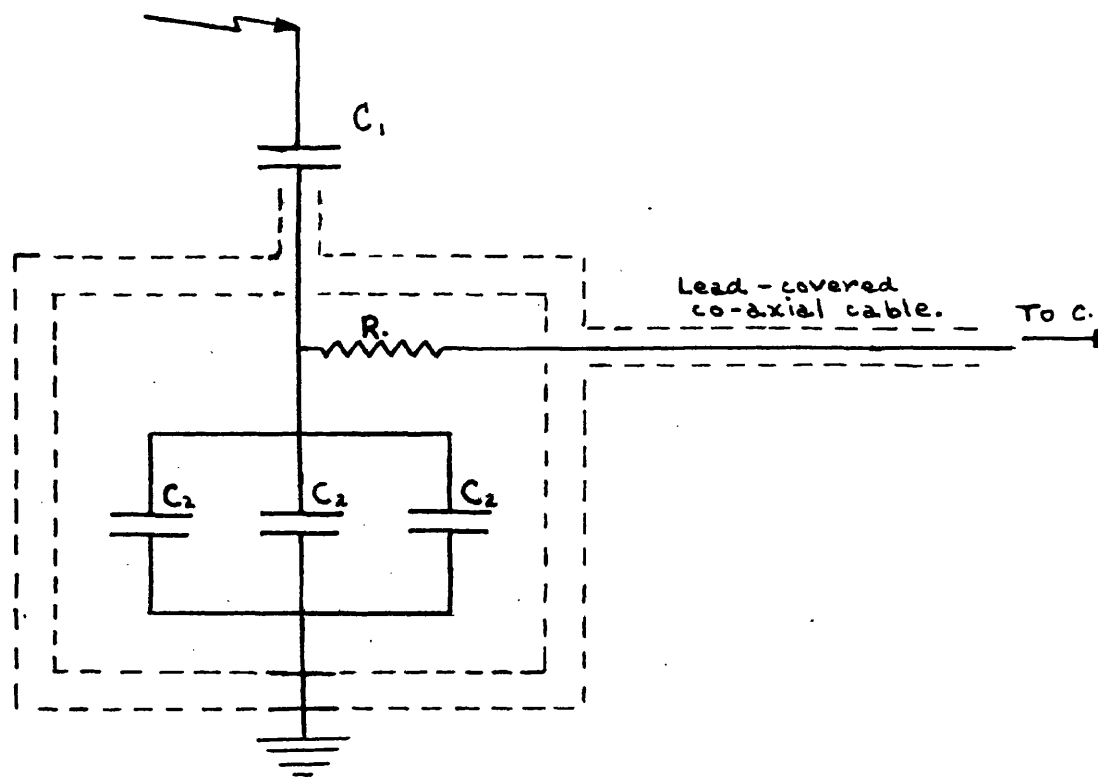 C₁
Lead-covered
co-axial cable.
To C.
R.
C₂
C₂
C₂